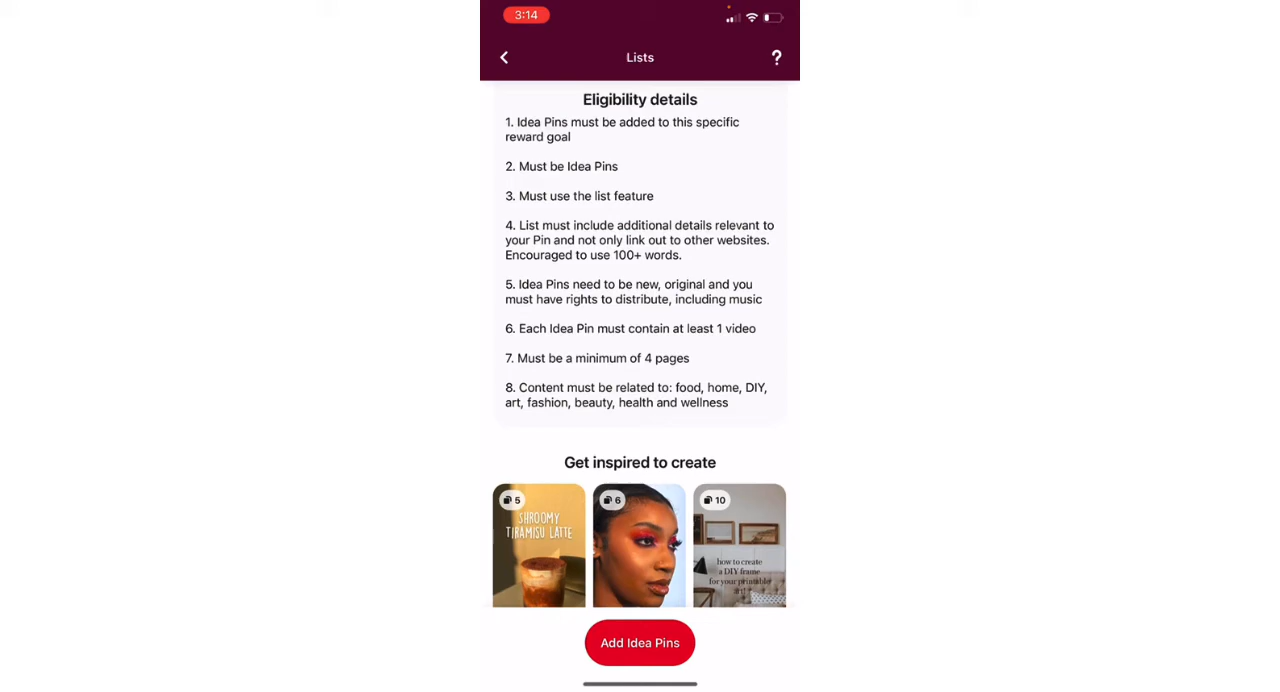 3:14
Lists
?
Eligibility details
1. Idea Pins must be added to this specific
reward goal
2. Must be Idea Pins
3. Must use the list feature
4. List must include additional details relevant to
your Pin and not only link out to other websites.
Encouraged to use 100+ words.
5. Idea Pins need to be new, original and you
must have rights to distribute, including music
6. Each Idea Pin must contain at least 1 video
7. Must be a minimum of 4 pages
8. Content must be related to: food, home, DIY,
art, fashion, beauty, health and wellness
Get inspired to create
5
SHROOMY
TIRAMISU LATTE
6
10
how to create
a DIY frame
for your printable
art!
Add Idea Pins